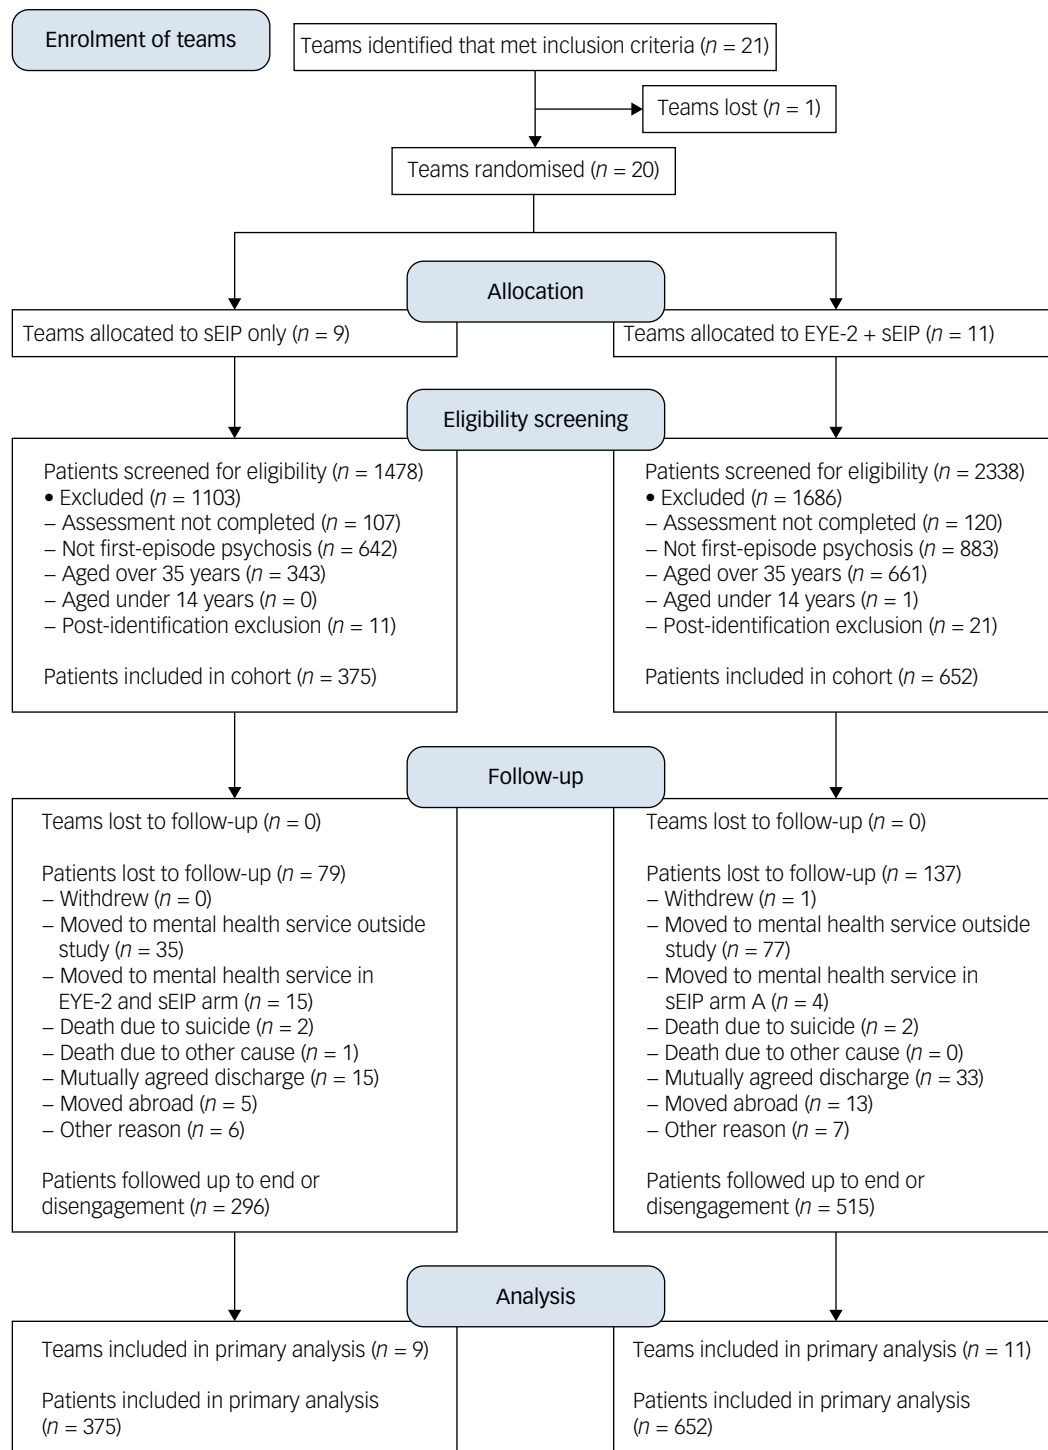 Enrolment of teams
Teams identified that met inclusion criteria (n = 21)
Teams lost (n = 1)
Teams randomised (n = 20)
Allocation
Teams allocated to sEIP only (n = 9)
Teams allocated to EYE-2 + sEIP (n = 11)
Eligibility screening
Patients screened for eligibility (n = 1478)
• Excluded (n = 1103)
– Assessment not completed (n = 107)
– Not first-episode psychosis (n = 642)
– Aged over 35 years (n = 343)
– Aged under 14 years (n = 0)
– Post-identification exclusion (n = 11)
Patients included in cohort (n = 375)
Patients screened for eligibility (n = 2338)
• Excluded (n = 1686)
– Assessment not completed (n = 120)
– Not first-episode psychosis (n = 883)
– Aged over 35 years (n = 661)
– Aged under 14 years (n = 1)
– Post-identification exclusion (n = 21)
Patients included in cohort (n = 652)
Follow-up
Teams lost to follow-up (n = 0)
Patients lost to follow-up (n = 79)
– Withdrew (n = 0)
– Moved to mental health service outside
study (n = 35)
– Moved to mental health service in
EYE-2 and sEIP arm (n = 15)
– Death due to suicide (n = 2)
– Death due to other cause (n = 1)
– Mutually agreed discharge (n = 15)
– Moved abroad (n = 5)
– Other reason (n = 6)
Patients followed up to end or
disengagement (n = 296)
Teams lost to follow-up (n = 0)
Patients lost to follow-up (n = 137)
– Withdrew (n = 1)
– Moved to mental health service outside
study (n = 77)
– Moved to mental health service in
sEIP arm A (n = 4)
– Death due to suicide (n = 2)
– Death due to other cause (n = 0)
– Mutually agreed discharge (n = 33)
– Moved abroad (n = 13)
– Other reason (n = 7)
Patients followed up to end or
disengagement (n = 515)
Analysis
Teams included in primary analysis (n = 9)
Patients included in primary analysis
(n = 375)
Teams included in primary analysis (n = 11)
Patients included in primary analysis
(n = 652)